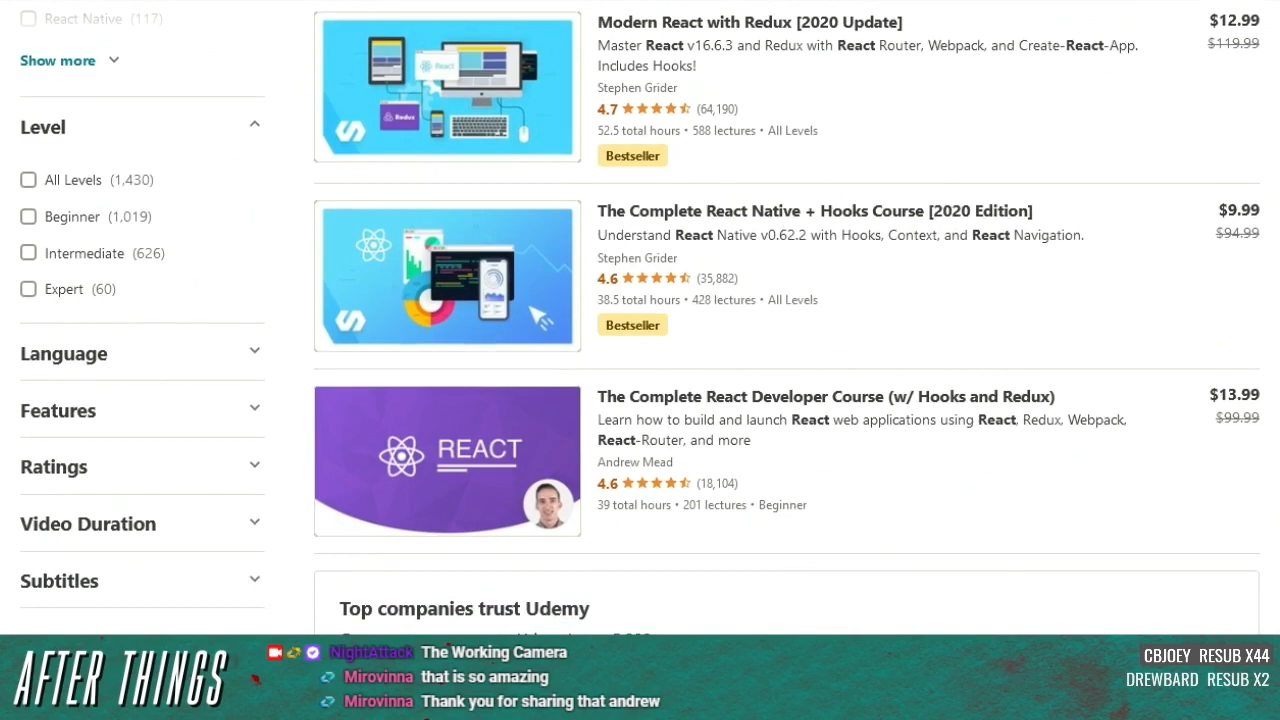 React Native (117)
Show more
Level
All Levels (1,430)
Beginner (1,019)
Intermediate (626)
Expert (60)
Language
Features
Ratings
Video Duration
Subtitles
React
Redux
Modern React with Redux [2020 Update]
$12.99
Master React v16.6.3 and Redux with React Router, Webpack, and Create-React-App.
$119.99
Includes Hooks!
Stephen Grider
4.7 (64,190)
52.5 total hours • 588 lectures • All Levels
Bestseller
The Complete React Native + Hooks Course [2020 Edition]
$9.99
Understand React Native v0.62.2 with Hooks, Context, and React Navigation.
$94.99
Stephen Grider
4.6 (35,882)
38.5 total hours • 428 lectures • All Levels
Bestseller
REACT
The Complete React Developer Course (w/ Hooks and Redux)
$13.99
Learn how to build and launch React web applications using React, Redux, Webpack,
$99.99
React-Router, and more
Andrew Mead
4.6 (18,104)
39 total hours • 201 lectures • Beginner
Top companies trust Udemy
AFTER THINGS
NightAttack The Working Camera
Mirovinna that is so amazing
Mirovinna Thank you for sharing that andrew
CBJOEY RESUB X44
DREWBARD RESUB X2